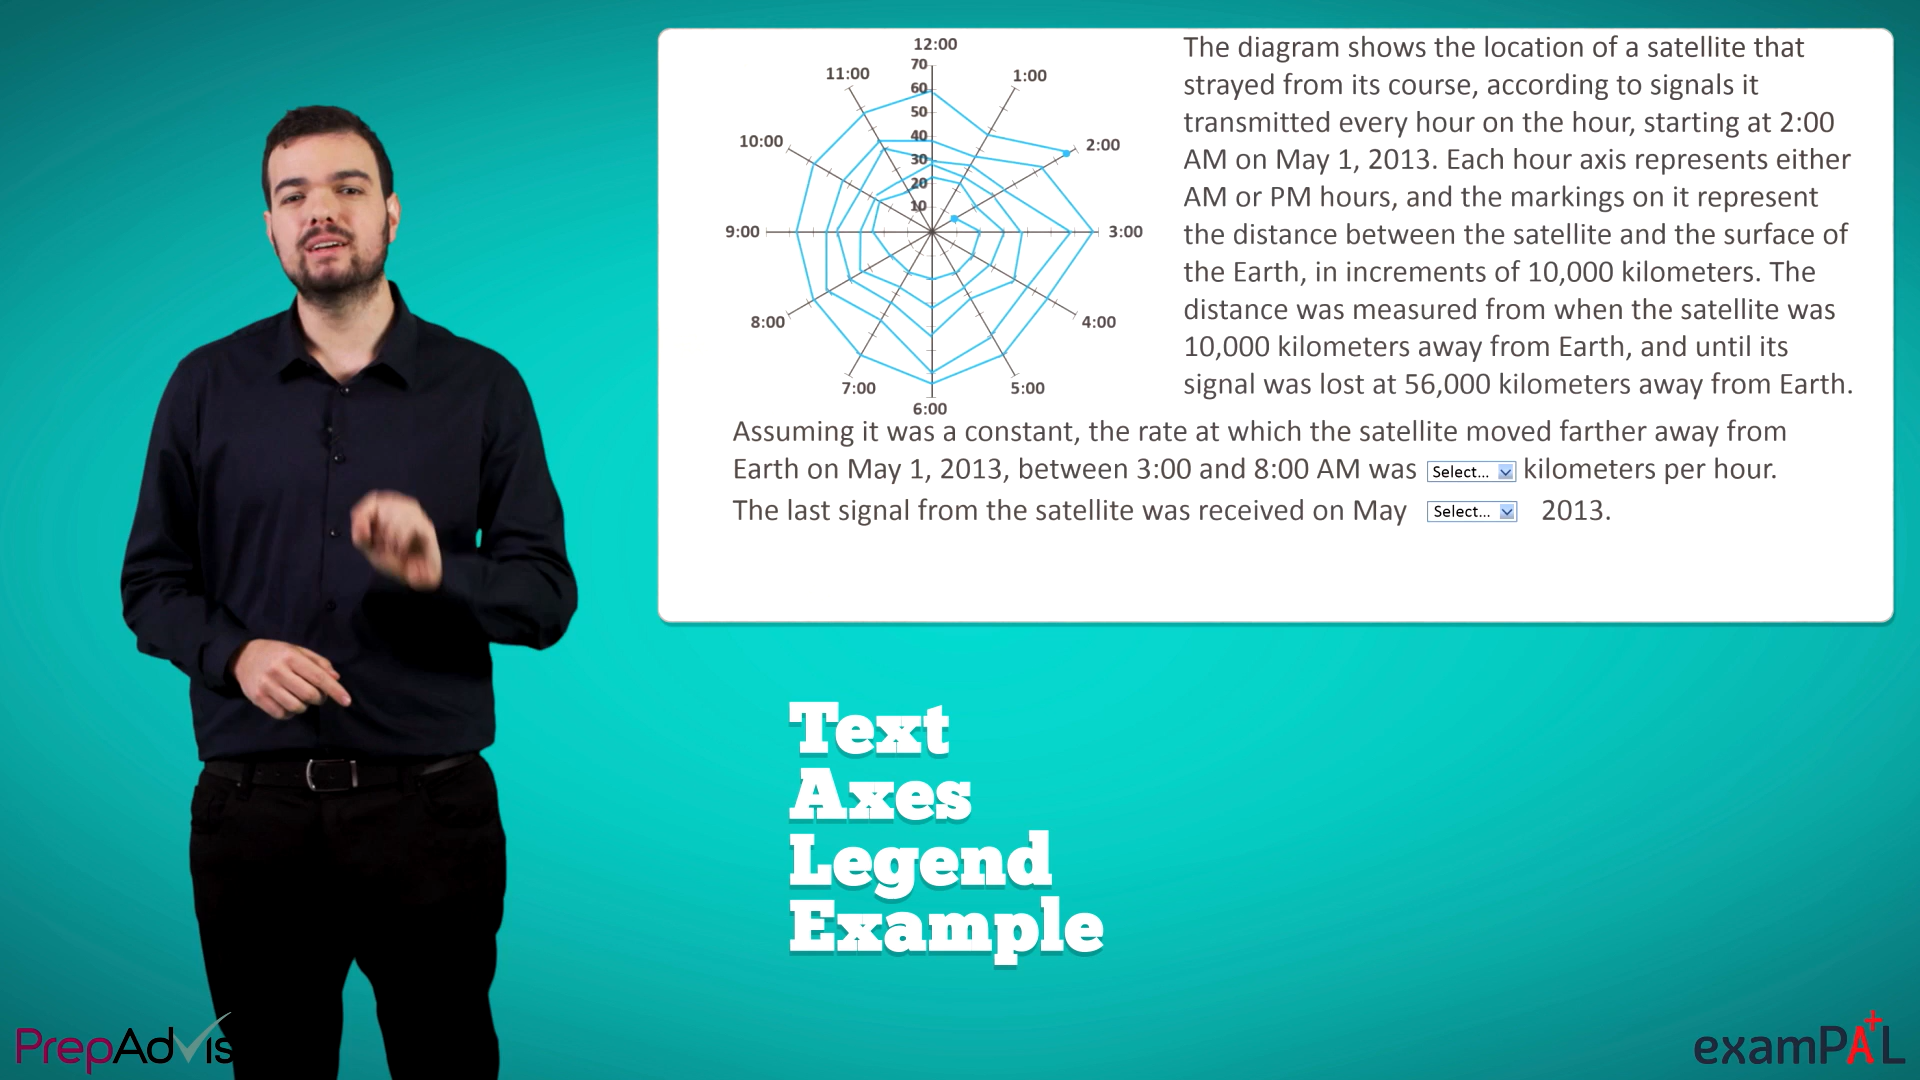 12:00
70
11:00
1:00
60
50
10:00
40
2:00
30
20
10
9:00
3:00
8:00
4:00
7:00
5:00
6:00
The diagram shows the location of a satellite that
strayed from its course, according to signals it
transmitted every hour on the hour, starting at 2:00
AM on May 1, 2013. Each hour axis represents either
AM or PM hours, and the markings on it represent
the distance between the satellite and the surface of
the Earth, in increments of 10,000 kilometers. The
distance was measured from when the satellite was
10,000 kilometers away from Earth, and until its
signal was lost at 56,000 kilometers away from Earth.
Assuming it was a constant, the rate at which the satellite moved farther away from
Earth on May 1, 2013, between 3:00 and 8:00 AM was Select... kilometers per hour.
The last signal from the satellite was received on May Select... 2013.
Text
Axes
Legend
Example
PrepAdvis
examPAL